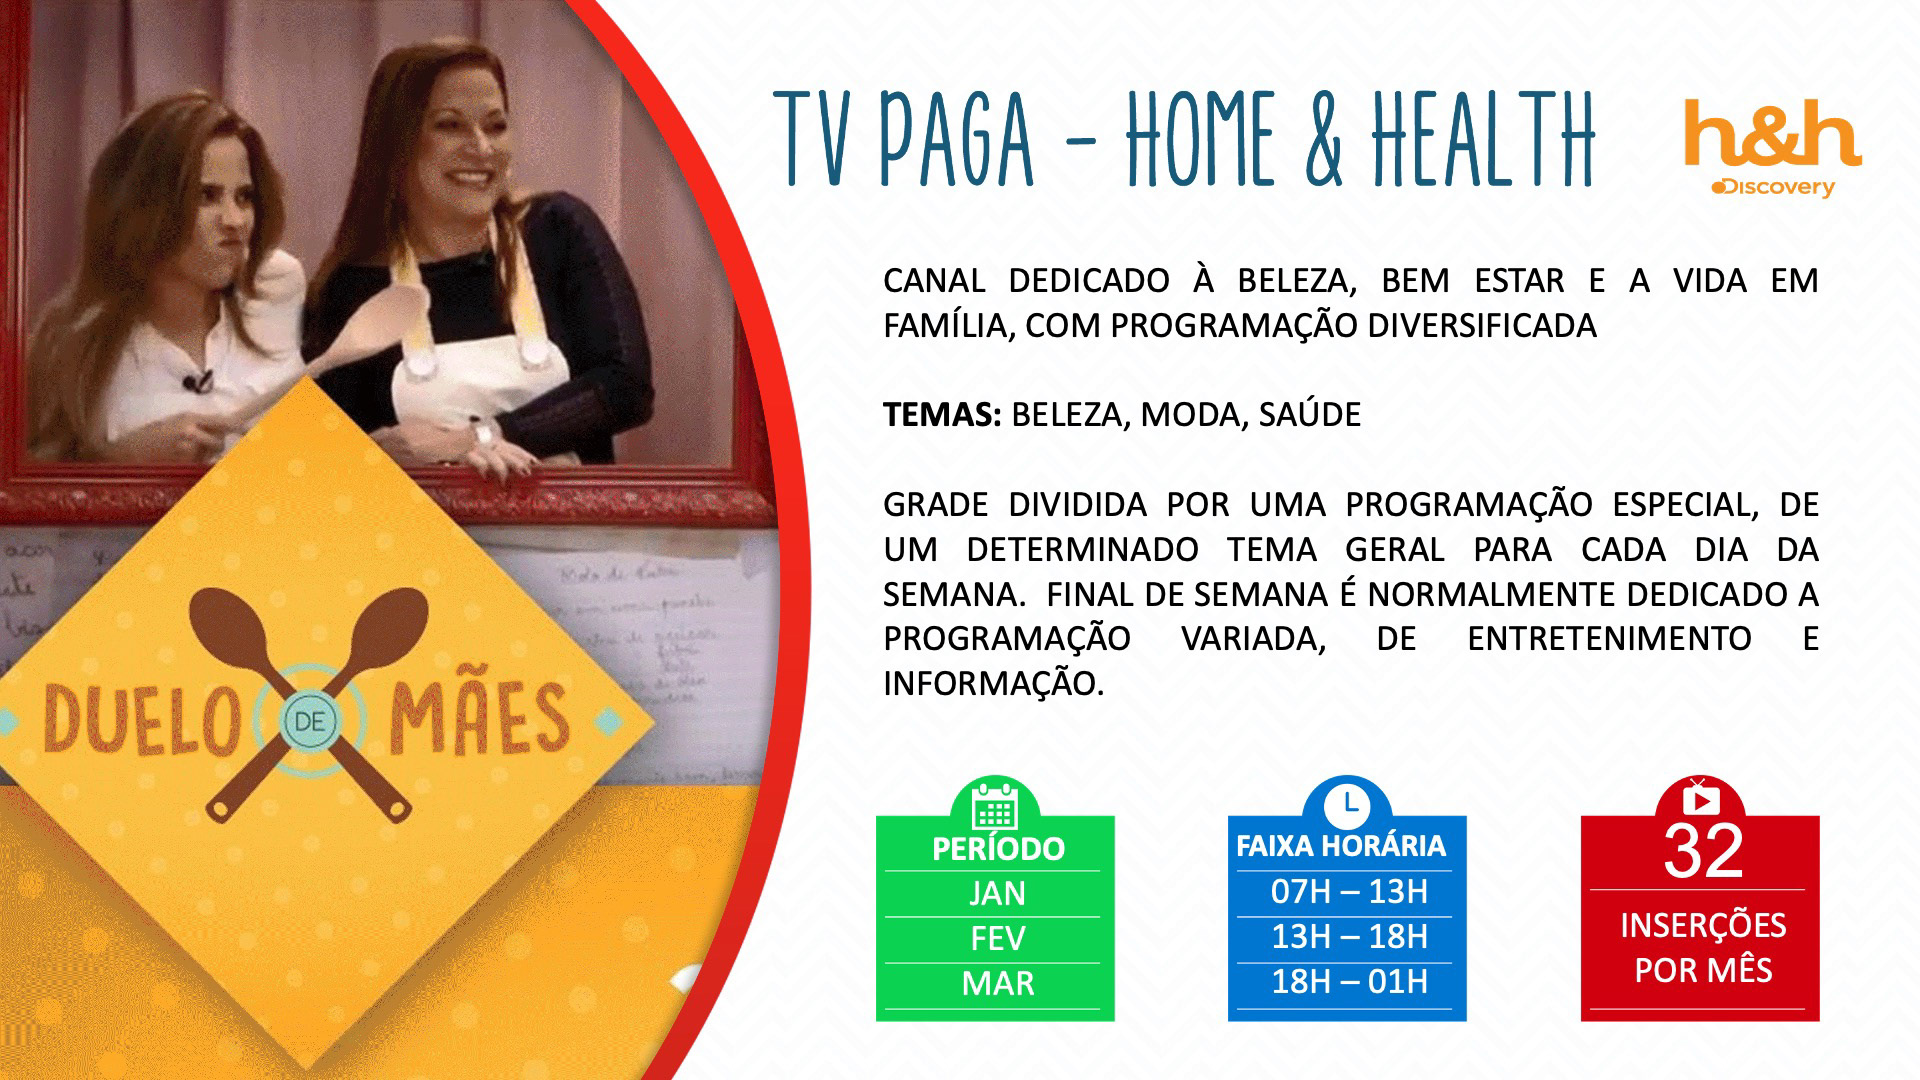 TV PAGA - HOME & HEALTH
h&h
Discovery
CANAL DEDICADO À BELEZA, BEM ESTAR E A VIDA EM
FAMÍLIA, COM PROGRAMAÇÃO DIVERSIFICADA
TEMAS: BELEZA, MODA, SAÚDE
GRADE DIVIDIDA POR UMA PROGRAMAÇÃO ESPECIAL, DE
UM DETERMINADO TEMA GERAL PARA CADA DIA DA
SEMANA. FINAL DE SEMANA É NORMALMENTE DEDICADO A
PROGRAMAÇÃO VARIADA, DE ENTRETENIMENTO E
INFORMAÇÃO.
DUELO DE MÃES
PERÍODO
JAN
FEV
MAR
FAIXA HORÁRIA
07H – 13H
13H – 18H
18H – 01H
32
INSERÇÕES
POR MÊS